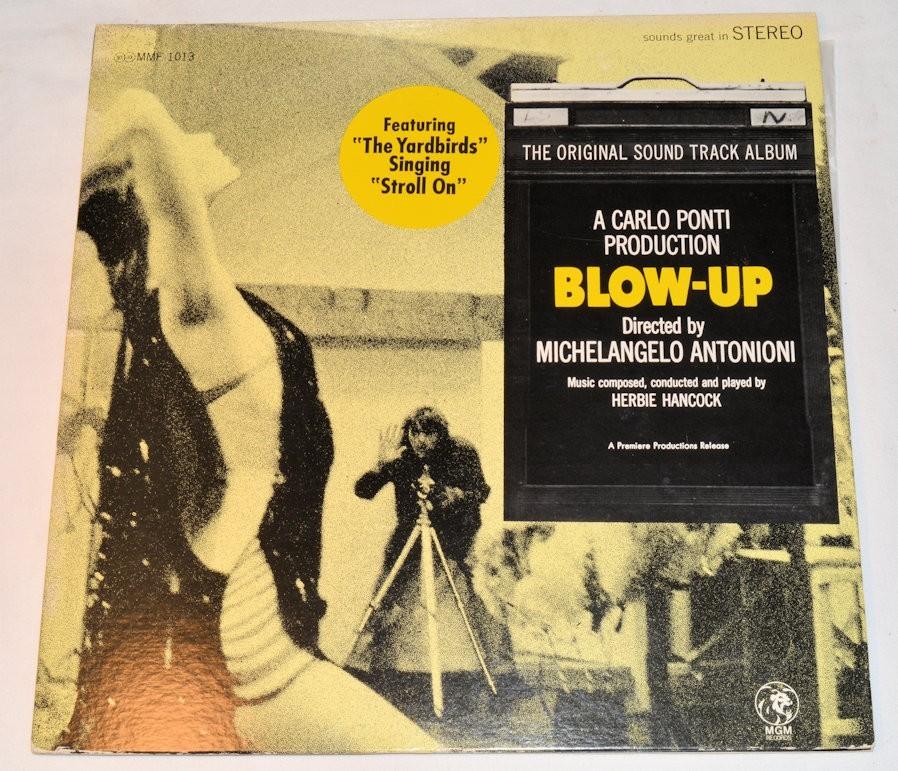 sounds great in STEREO
MMF 1013
Featuring
"The Yardbirds"
Singing
"Stroll On"
N
THE ORIGINAL SOUND TRACK ALBUM
A CARLO PONTI
PRODUCTION
BLOW-UP
Directed by
MICHELANGELO ANTONIONI
Music composed, conducted and played by
HERBIE HANCOCK
A Premiere Productions Release
MGM
RECORDS